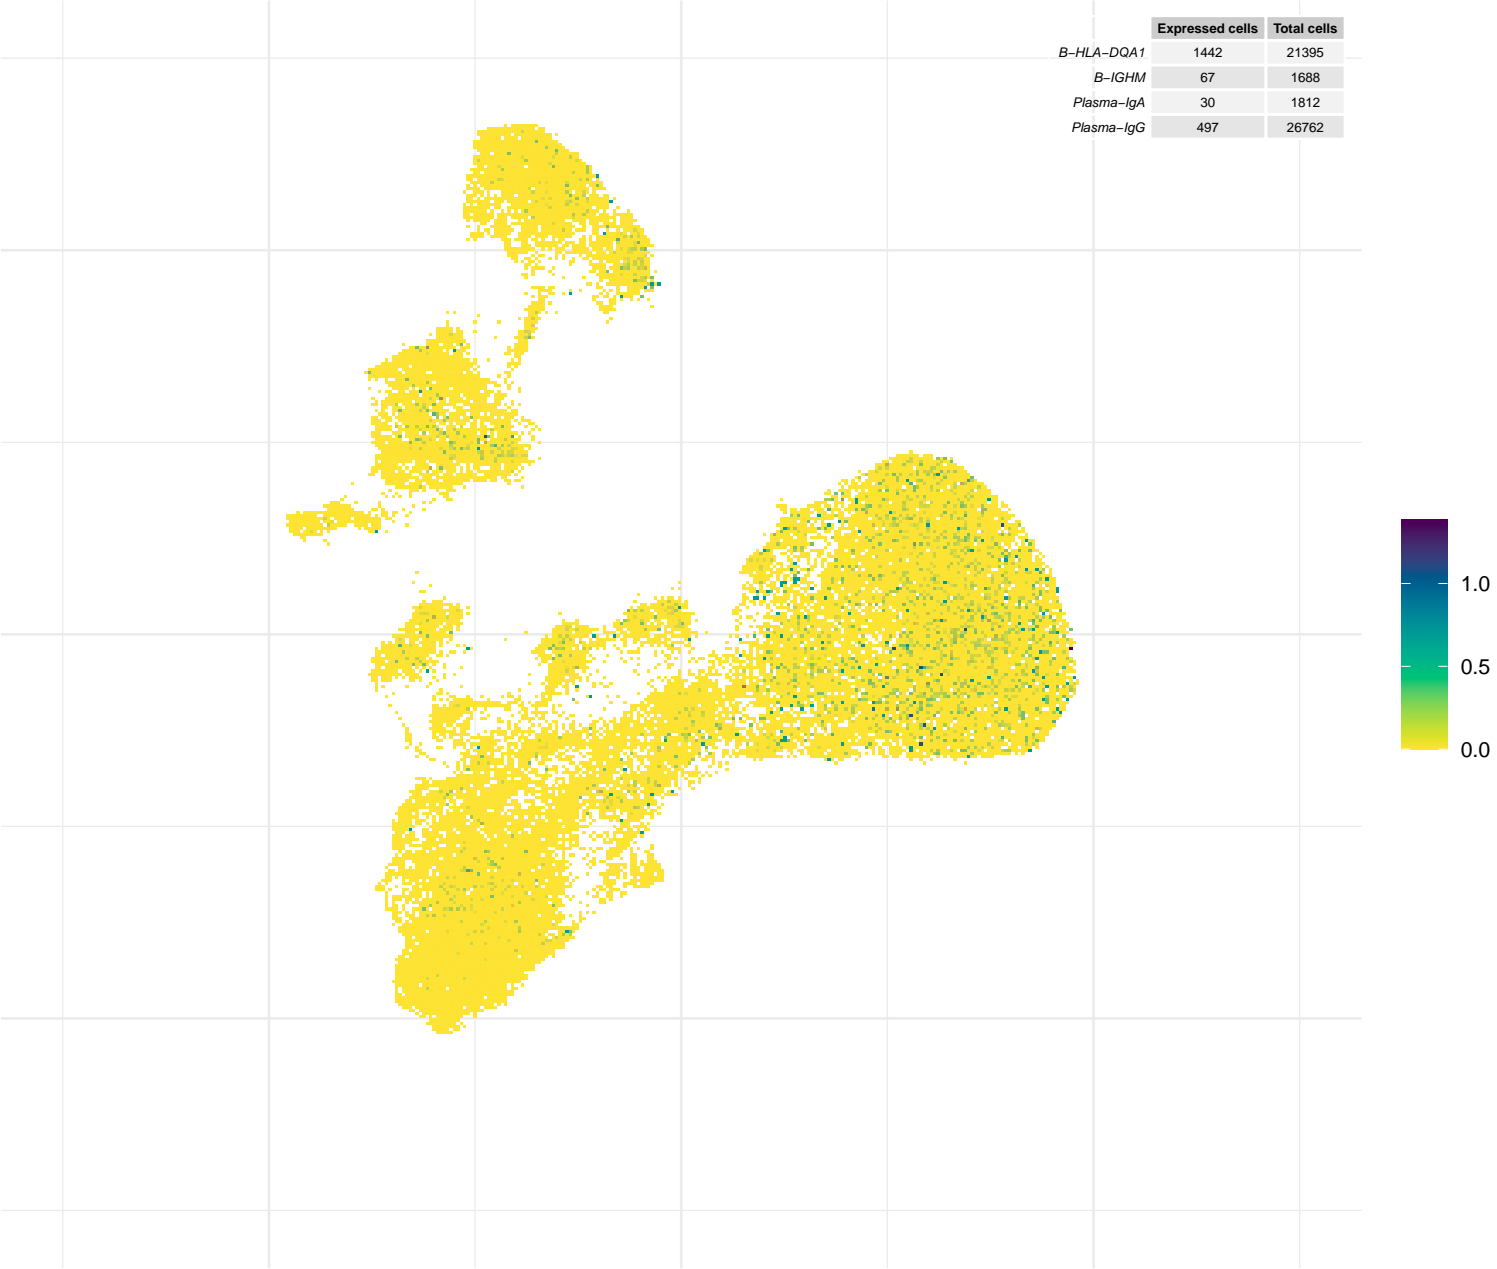 Expressed cells Total cells
B−HLA−DQA1 1442 21395
B−IGHM 67 1688
Plasma−IgA 30 1812
Plasma−IgG 497 26762
1.0
0.5
0.0